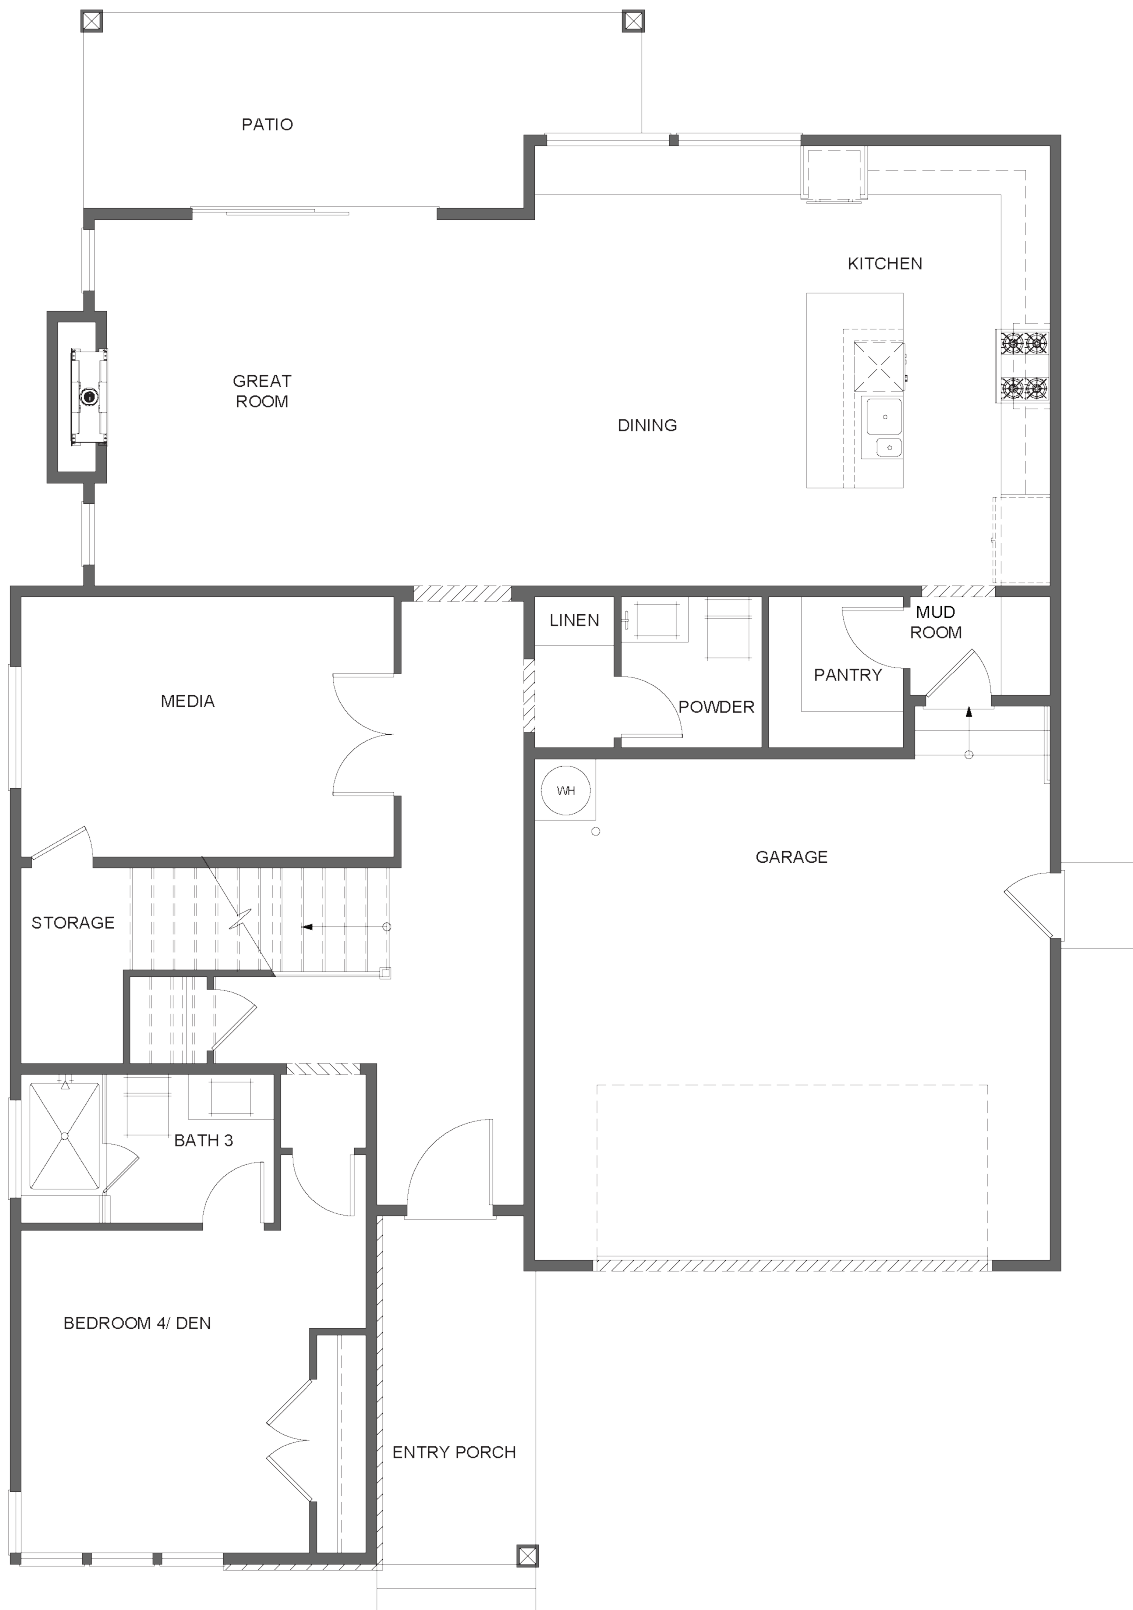 PATIO
KITCHEN
GREAT
ROOM
DINING
LINEN
MUD
ROOM
PANTRY
MEDIA
POWDER
WH
GARAGE
STORAGE
BATH 3
BEDROOM 4/ DEN
ENTRY PORCH